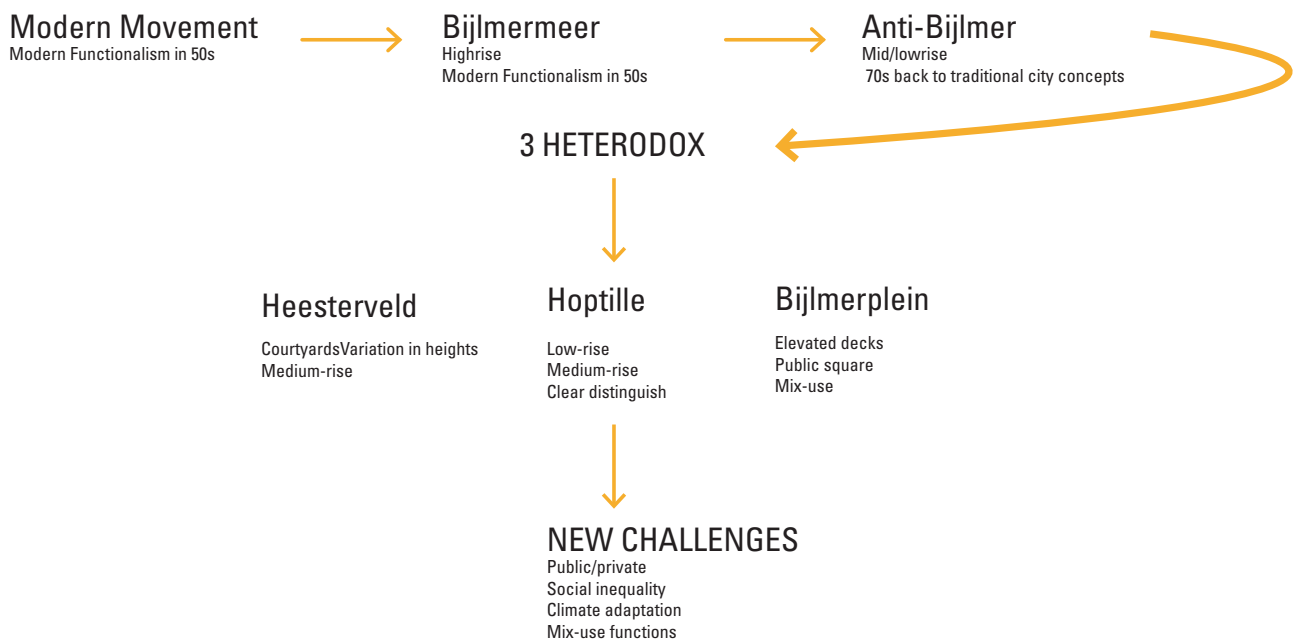 Modern Movement
Modern Functionalism in 50s
Bijlmermeer
Highrise
Modern Functionalism in 50s
Anti-Bijlmer
Mid/lowrise
70s back to traditional city concepts
3 HETERODOX
Heesterveld
CourtyardsVariation in heights
Medium-rise
Hoptille
Low-rise
Medium-rise
Clear distinguish
Bijlmerplein
Elevated decks
Public square
Mix-use
NEW CHALLENGES
Public/private
Social inequality
Climate adaptation
Mix-use functions